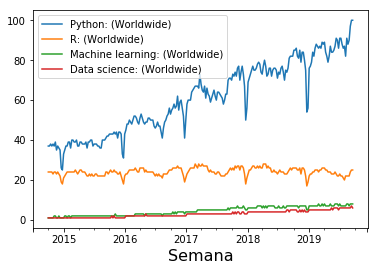 Python: (Worldwide)
R: (Worldwide)
Machine learning: (Worldwide)
Data science: (Worldwide)
100
80
60
40
20
0
2015 2016 2017 2018 2019
Semana